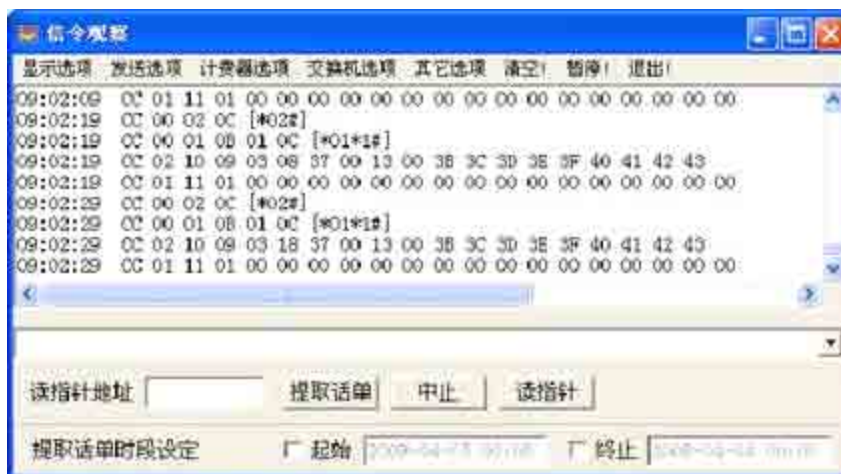 信令观察
显示选项 发送选项 计费器选项 交换机选项 其它选项 清空! 暂停! 退出!
09:02:09 CC 01 11 01 00 00 00 00 00 00 00 00 00 00 00 00 00 00 00
09:02:19 CC 00 02 0C [*02#]
09:02:19 CC 00 01 0B 01 0C [*01*1#]
09:02:19 CC 02 10 09 03 08 37 00 13 00 3B 3C 3D 3E 3F 40 41 42 43
09:02:19 CC 01 11 01 00 00 00 00 00 00 00 00 00 00 00 00 00 00 00 00
09:02:29 CC 00 02 0C [*02#]
09:02:29 CC 00 01 0B 01 0C [*01*1#]
09:02:29 CC 02 10 09 03 18 37 00 13 00 3B 3C 3D 3E 3F 40 41 42 43
09:02:29 CC 01 11 01 00 00 00 00 00 00 00 00 00 00 00 00 00 00 00 00
读指针地址 提取话单 中止 读指针
提取话单时段设定 起始 终止